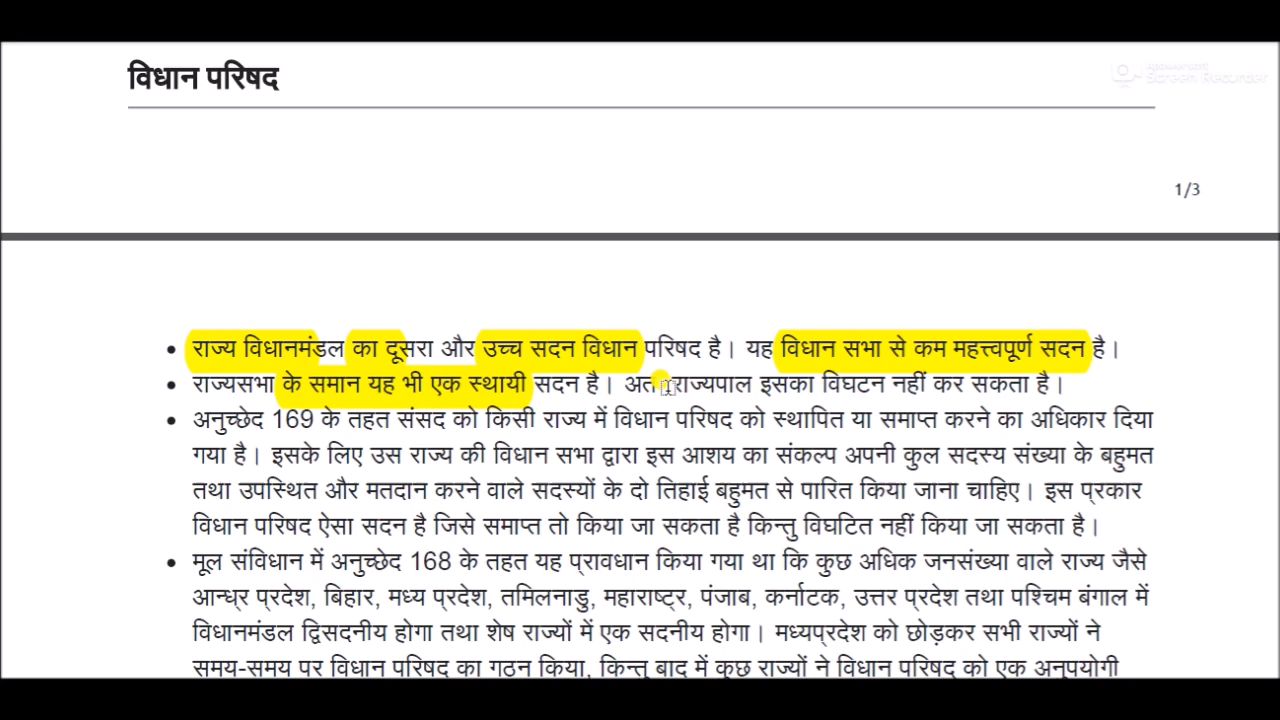 विधान परिषद
Screen Recorder
1/3
राज्य विधानमंडल का दूसरा और उच्च सदन विधान परिषद है। यह विधान सभा से कम महत्त्वपूर्ण सदन है।
राज्यसभा के समान यह भी एक स्थायी सदन है। अतः राज्यपाल इसका विघटन नहीं कर सकता है।
अनुच्छेद 169 के तहत संसद को किसी राज्य में विधान परिषद को स्थापित या समाप्त करने का अधिकार दिया
गया है। इसके लिए उस राज्य की विधान सभा द्वारा इस आशय का संकल्प अपनी कुल सदस्य संख्या के बहुमत
तथा उपस्थित और मतदान करने वाले सदस्यों के दो तिहाई बहुमत से पारित किया जाना चाहिए। इस प्रकार
विधान परिषद ऐसा सदन है जिसे समाप्त तो किया जा सकता है किन्तु विघटित नहीं किया जा सकता है।
मूल संविधान में अनुच्छेद 168 के तहत यह प्रावधान किया गया था कि कुछ अधिक जनसंख्या वाले राज्य जैसे
आन्ध्र प्रदेश, बिहार, मध्य प्रदेश, तमिलनाडु, महाराष्ट्र, पंजाब, कर्नाटक, उत्तर प्रदेश तथा पश्चिम बंगाल में
विधानमंडल द्विसदनीय होगा तथा शेष राज्यों में एक सदनीय होगा। मध्यप्रदेश को छोड़कर सभी राज्यों ने
समय-समय पर विधान परिषद का गठन किया, किन्तु बाद में कुछ राज्यों ने विधान परिषद को एक अनुपयोगी